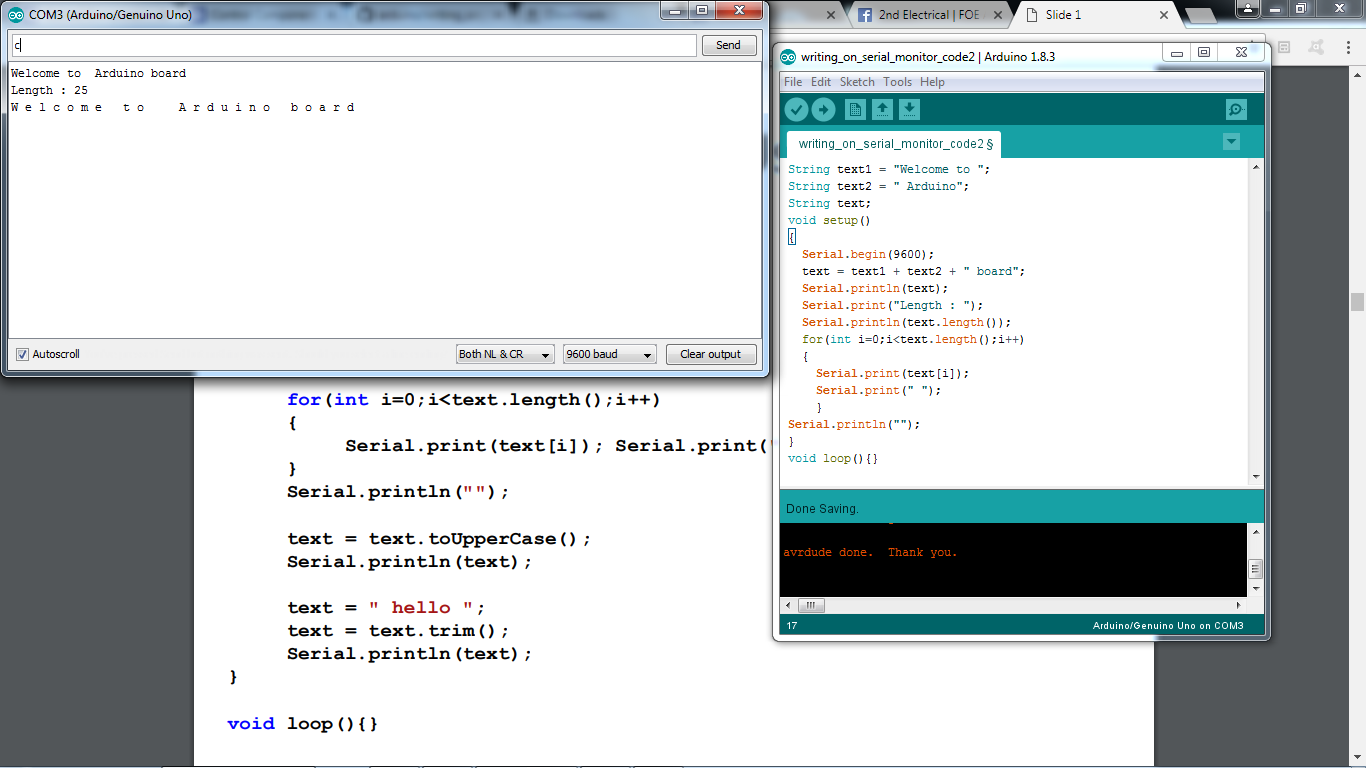 COM3 (Arduino/Genuino Uno)
c
Send
Welcome to  Arduino board
Length : 25
W e l c o m e   t o     A r d u i n o   b o a r d
Autoscroll
Both NL & CR
9600 baud
Clear output
2nd Electrical | FOE
Slide 1
writing_on_serial_monitor_code2 | Arduino 1.8.3
File Edit Sketch Tools Help
writing_on_serial_monitor_code2 §
String text1 = "Welcome to ";
String text2 = " Arduino";
String text;
void setup()
{
  Serial.begin(9600);
  text = text1 + text2 + " board";
  Serial.println(text);
  Serial.print("Length : ");
  Serial.println(text.length());
  for(int i=0;i<text.length();i++)
  {
    Serial.print(text[i]);
    Serial.print(" ");
    }
Serial.println("");
}
void loop(){}
Done Saving.
avrdude done.  Thank you.
17
Arduino/Genuino Uno on COM3
for(int i=0;i<text.length();i++)
{
Serial.print(text[i]); Serial.print(
}
Serial.println("");
text = text.toUpperCase();
Serial.println(text);
text = " hello ";
text = text.trim();
Serial.println(text);
}
void loop(){}